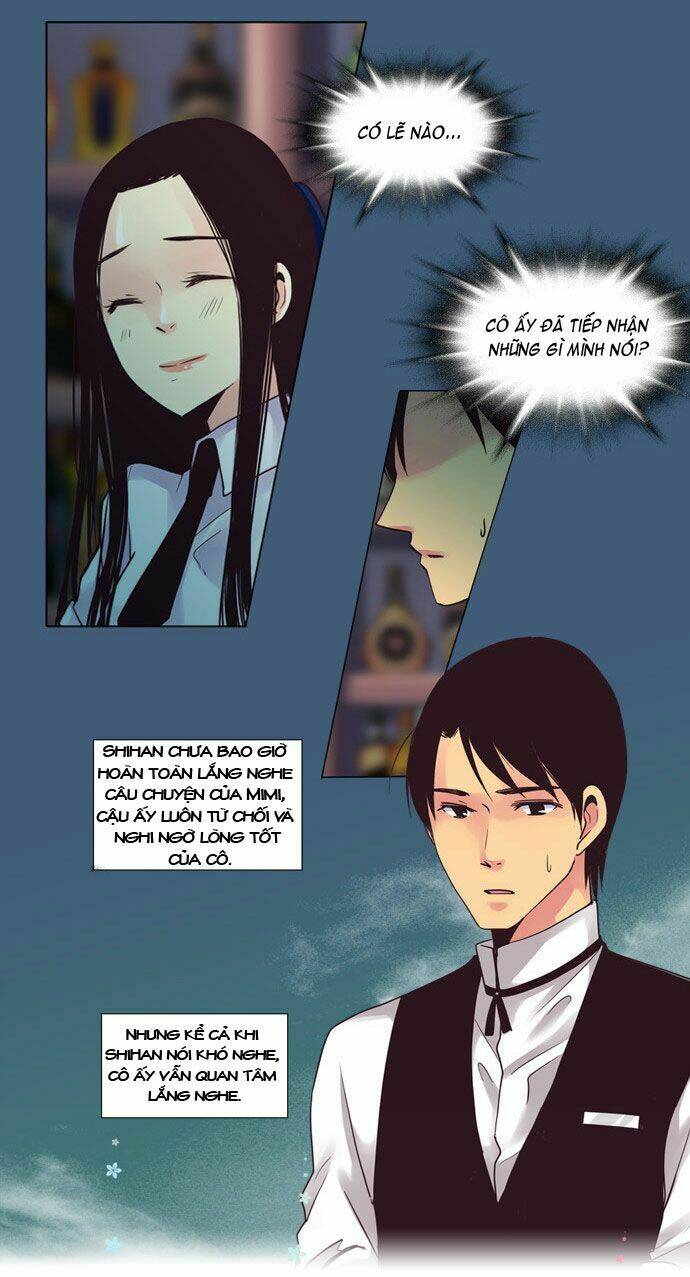 CÓ LẼ NÀO...
CÔ ẤY ĐÃ TIẾP NHẬN
NHỮNG GÌ MÌNH NÓI?
SHIHAN CHƯA BAO GIỜ
HOÀN TOÀN LẮNG NGHE
CÂU CHUYỆN CỦA MIMI,
CẬU ẤY LUÔN TỪ CHỐI VÀ
NGHI NGỜ LÒNG TỐT
CỦA CÔ.
NHƯNG KỂ CẢ KHI
SHIHAN NÓI KHÓ NGHE,
CÔ ẤY VẪN QUAN TÂM
LẮNG NGHE.